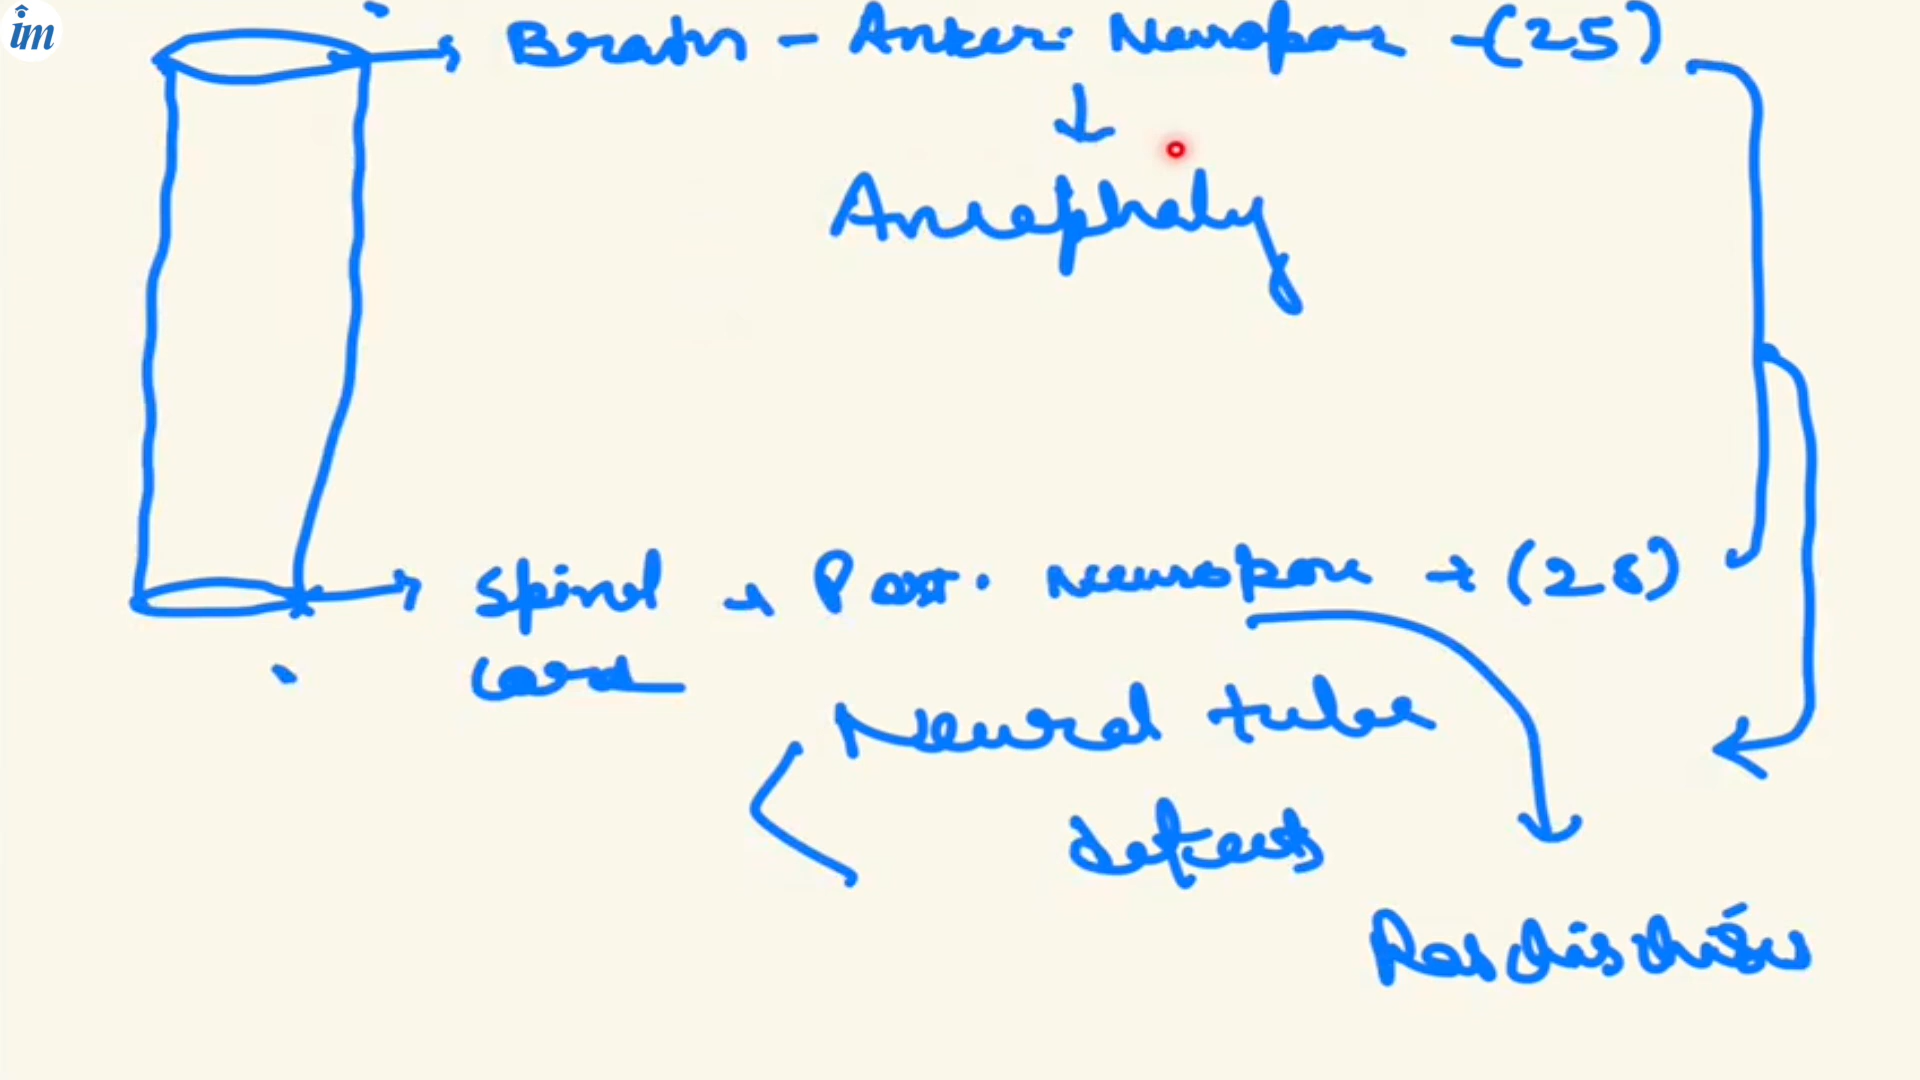 im
Brain - Anter. Neuropore - (25)
↓
Anencephaly
Spinal → Post. Neuropore → (28)
cord
Neural tube
defects
Rachischisis